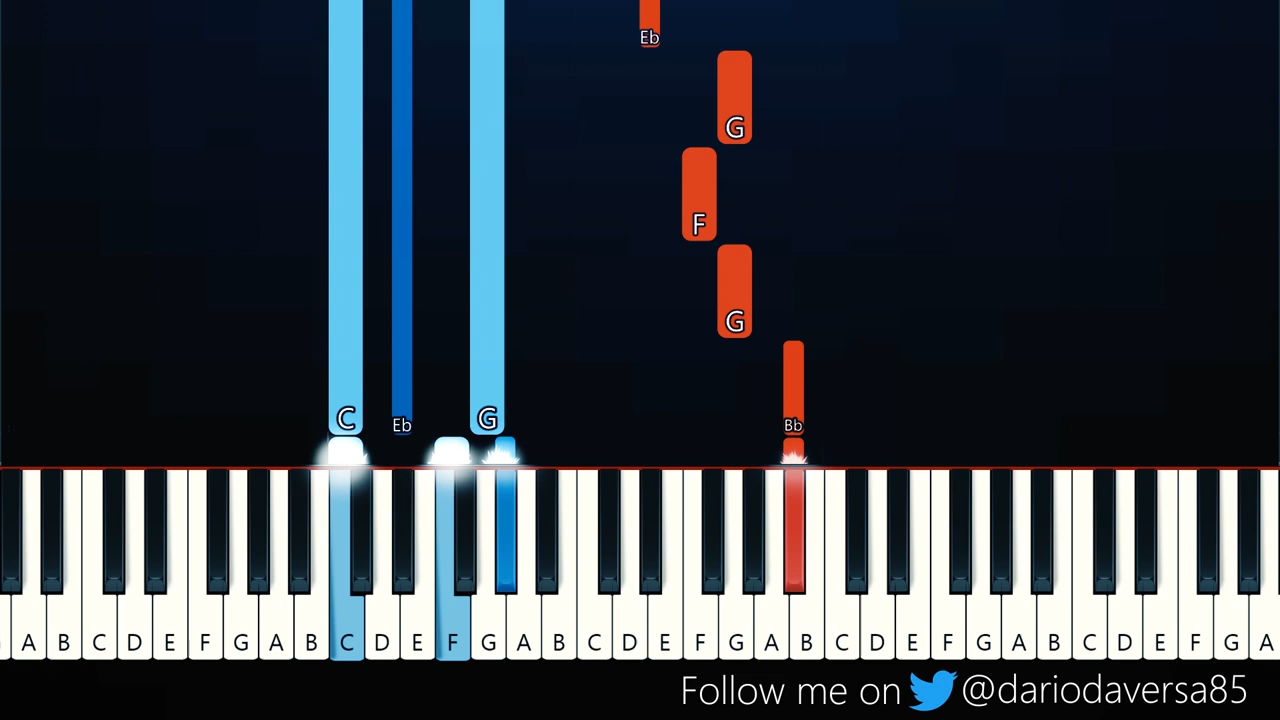 Eb
G
F
G
C Eb G Bb
A B C D E F G A B C D E F G A B C D E F G A B C D E F G A B C D E F G A
Follow me on @dariodaversa85